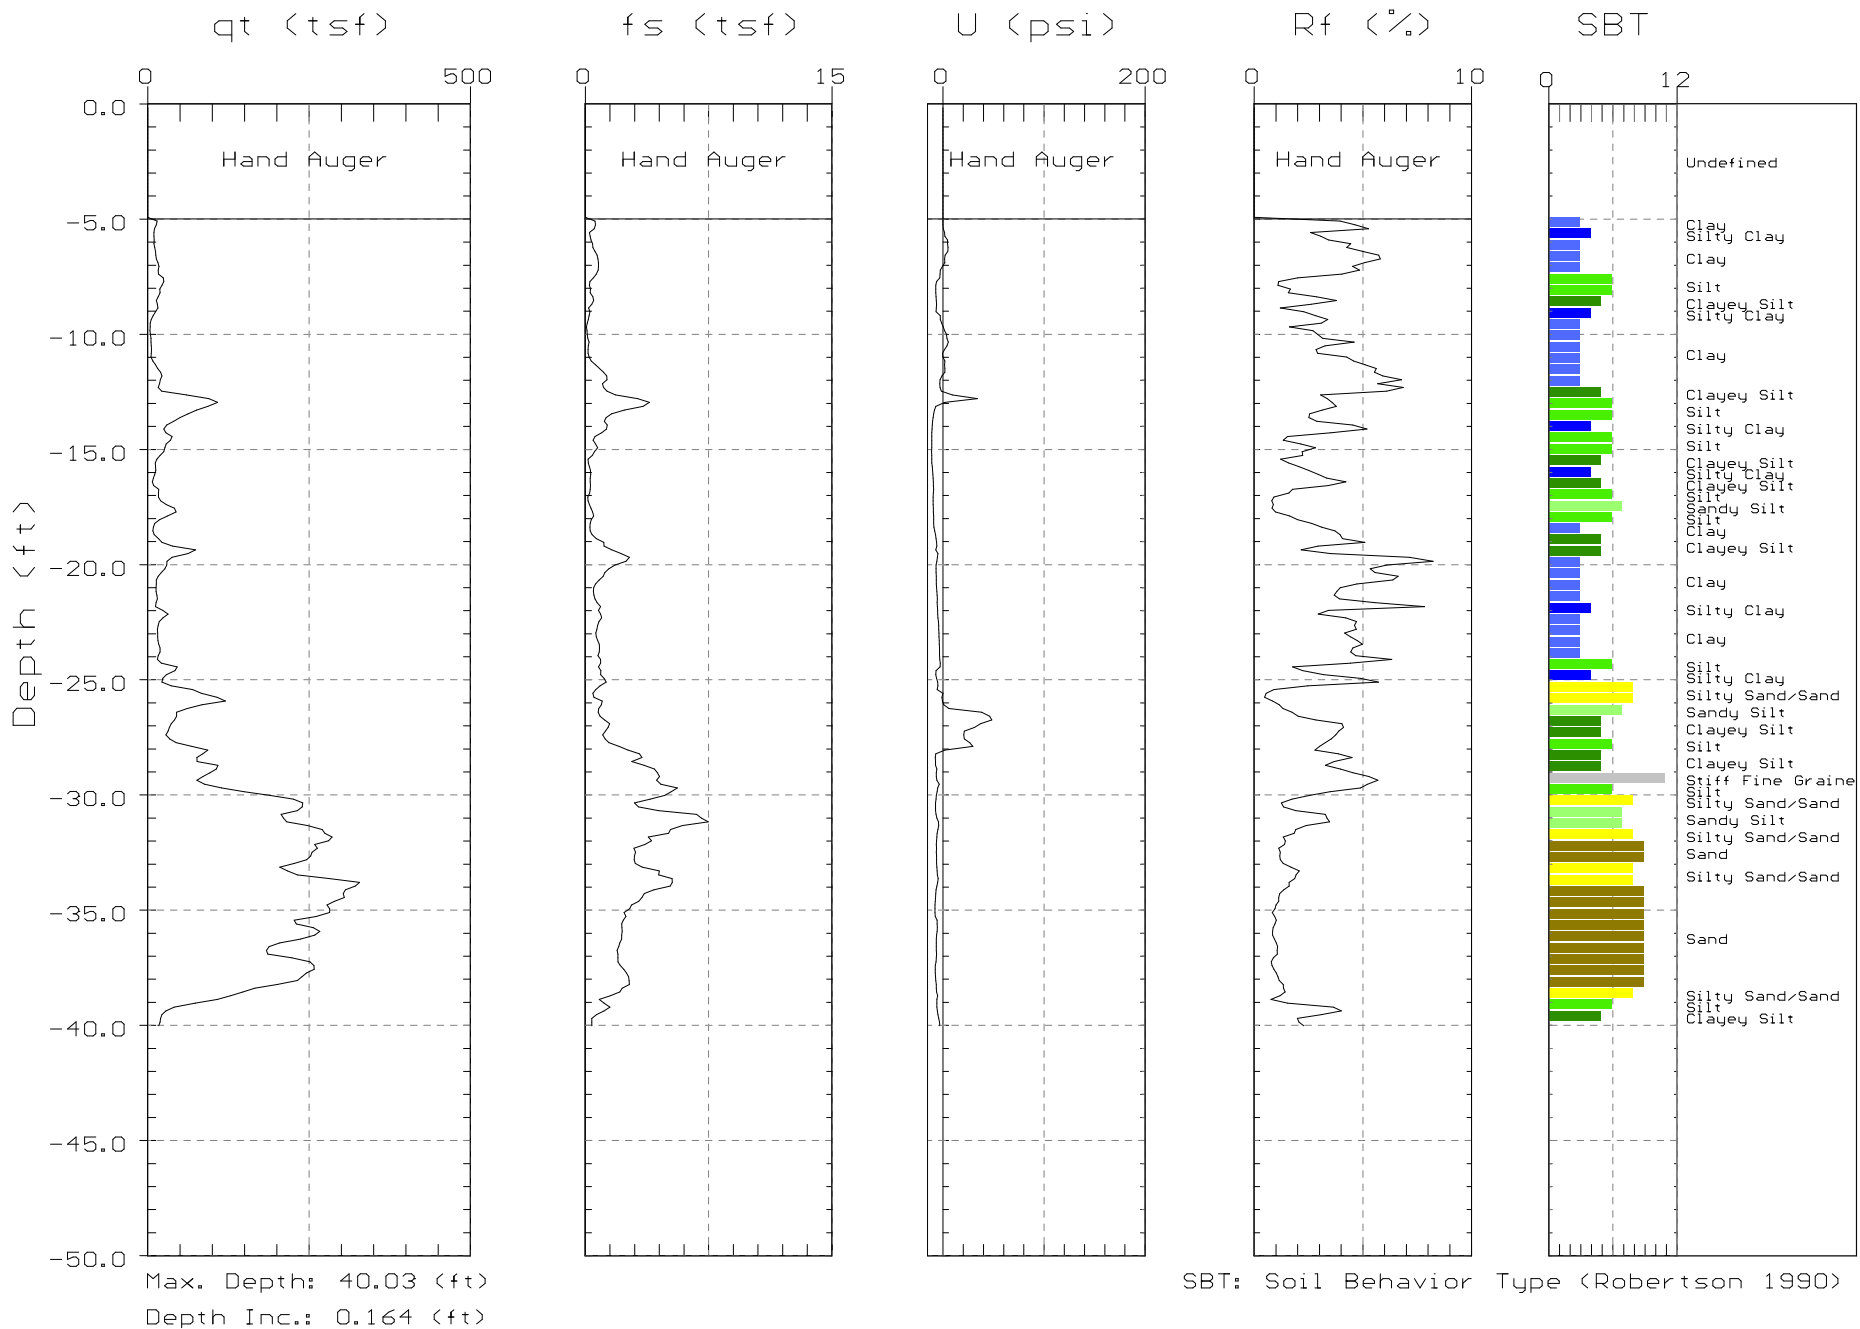 qt (tsf) fs (tsf) U (psi) Rf (%) SBT
0 500 0 15 0 200 0 10 0 12
0.0
Hand Auger Hand Auger Hand Auger Hand Auger Undefined
-5.0
Clay
Silty Clay
Clay
Silt
Clayey Silt
Silty Clay
-10.0
Clay
Clayey Silt
Silt
Silty Clay
Silt
-15.0
Clayey Silt
Silty Clay
Clayey Silt
Silt
Sandy Silt
Silt
Clay
Clayey Silt
-20.0
Clay
Silty Clay
Clay
Silt
-25.0
Silty Clay
Silty Sand/Sand
Sandy Silt
Clayey Silt
Silt
Clayey Silt
Stiff Fine Graine
Silt
-30.0
Silty Sand/Sand
Sandy Silt
Silty Sand/Sand
Sand
Silty Sand/Sand
-35.0
Sand
Silty Sand/Sand
Silt
Clayey Silt
-40.0
-45.0
-50.0
Depth (ft)
Max. Depth: 40.03 (ft) SBT: Soil Behavior Type (Robertson 1990)
Depth Inc.: 0.164 (ft)